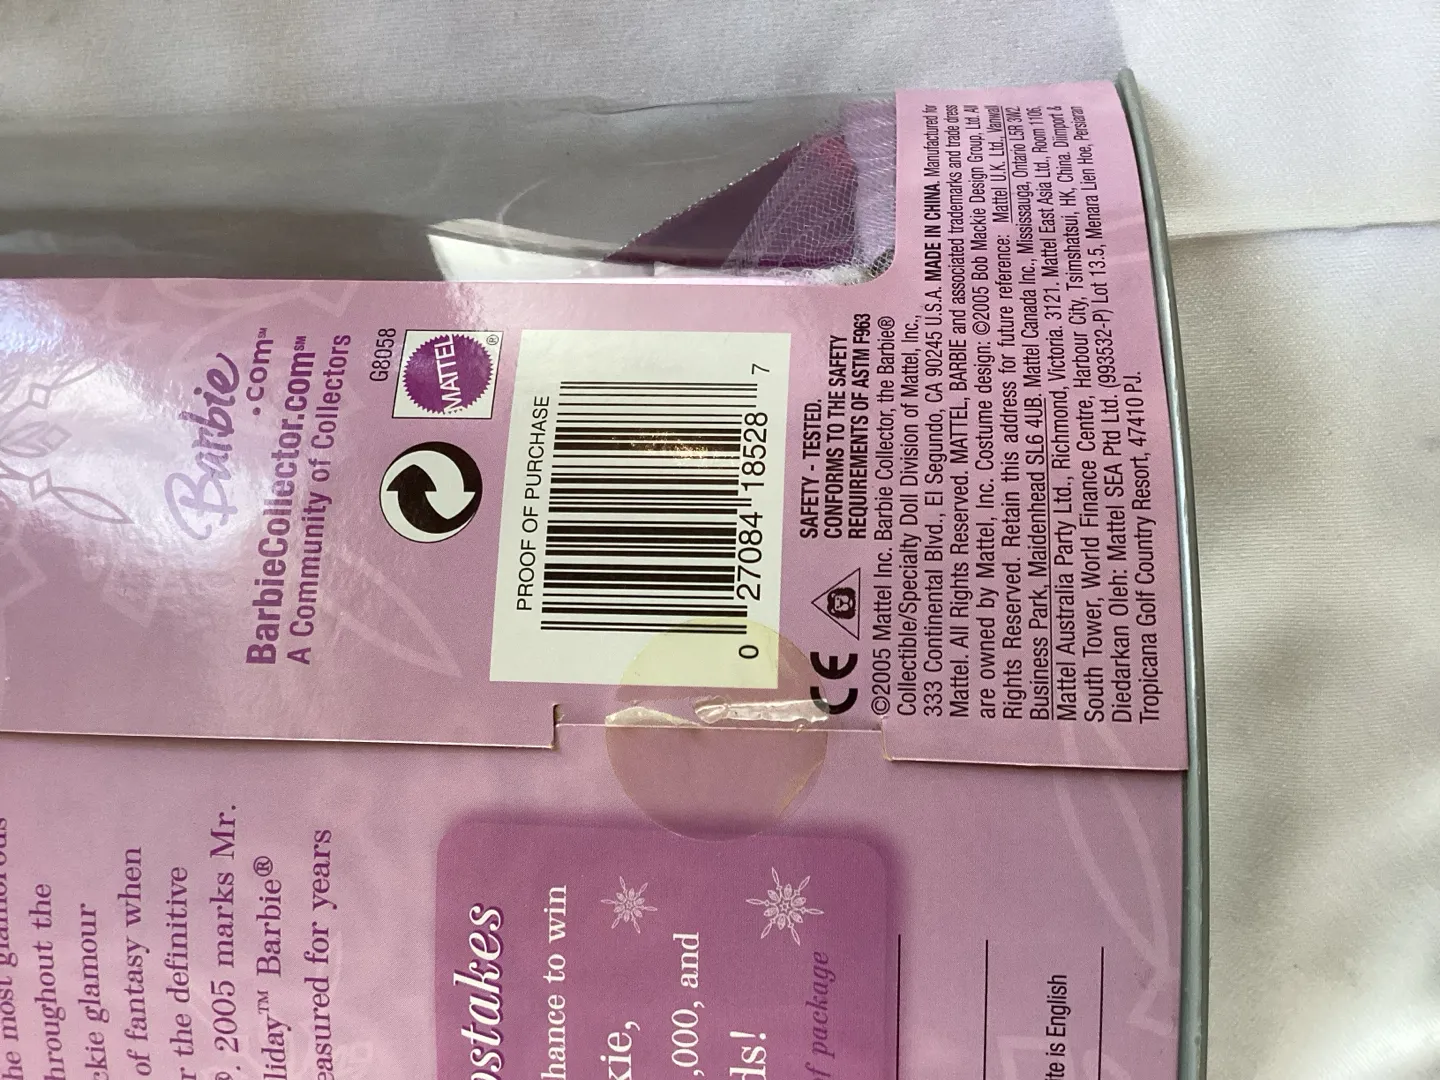 Barbie
.comSM
BarbieCollector.comSM
A Community of Collectors
G8058
MATTEL®
PROOF OF PURCHASE
0 27084 18528 7
CE
SAFETY - TESTED.
CONFORMS TO THE SAFETY
REQUIREMENTS OF ASTM F963
©2005 Mattel Inc. Barbie Collector, the Barbie®
Collectible/Specialty Doll Division of Mattel, Inc.,
333 Continental Blvd., El Segundo, CA 90245 U.S.A. MADE IN CHINA. Manufactured for
Mattel. All Rights Reserved. MATTEL, BARBIE and associated trademarks and trade dress
are owned by Mattel, Inc. Costume design: ©2005 Bob Mackie Design Group, Ltd. All
Rights Reserved. Retain this address for future reference: Mattel U.K. Ltd., Vanwall
Business Park, Maidenhead SL6 4UB. Mattel Canada Inc., Mississauga, Ontario L5R 3W2.
Mattel Australia Party Ltd., Richmond, Victoria. 3121. Mattel East Asia Ltd., Room 1106,
South Tower, World Finance Centre, Harbour City, Tsimshatsui, HK, China. Diimport &
Diedarkan Oleh: Mattel SEA Ptd Ltd. (993532-P) Lot 13.5, Menara Lien Hoe, Persiaran
Tropicana Golf Country Resort, 47410 PJ.
he most glamorous
hroughout the
ckie glamour
of fantasy when
r the definitive
. 2005 marks Mr.
liday™ Barbie®
easured for years
stakes
hance to win
kie,
,000, and
ds!
of package
ite is English